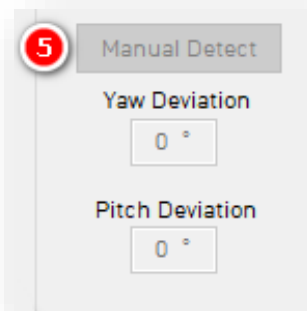 5 Manual Detect
Yaw Deviation
0 °
Pitch Deviation
0 °